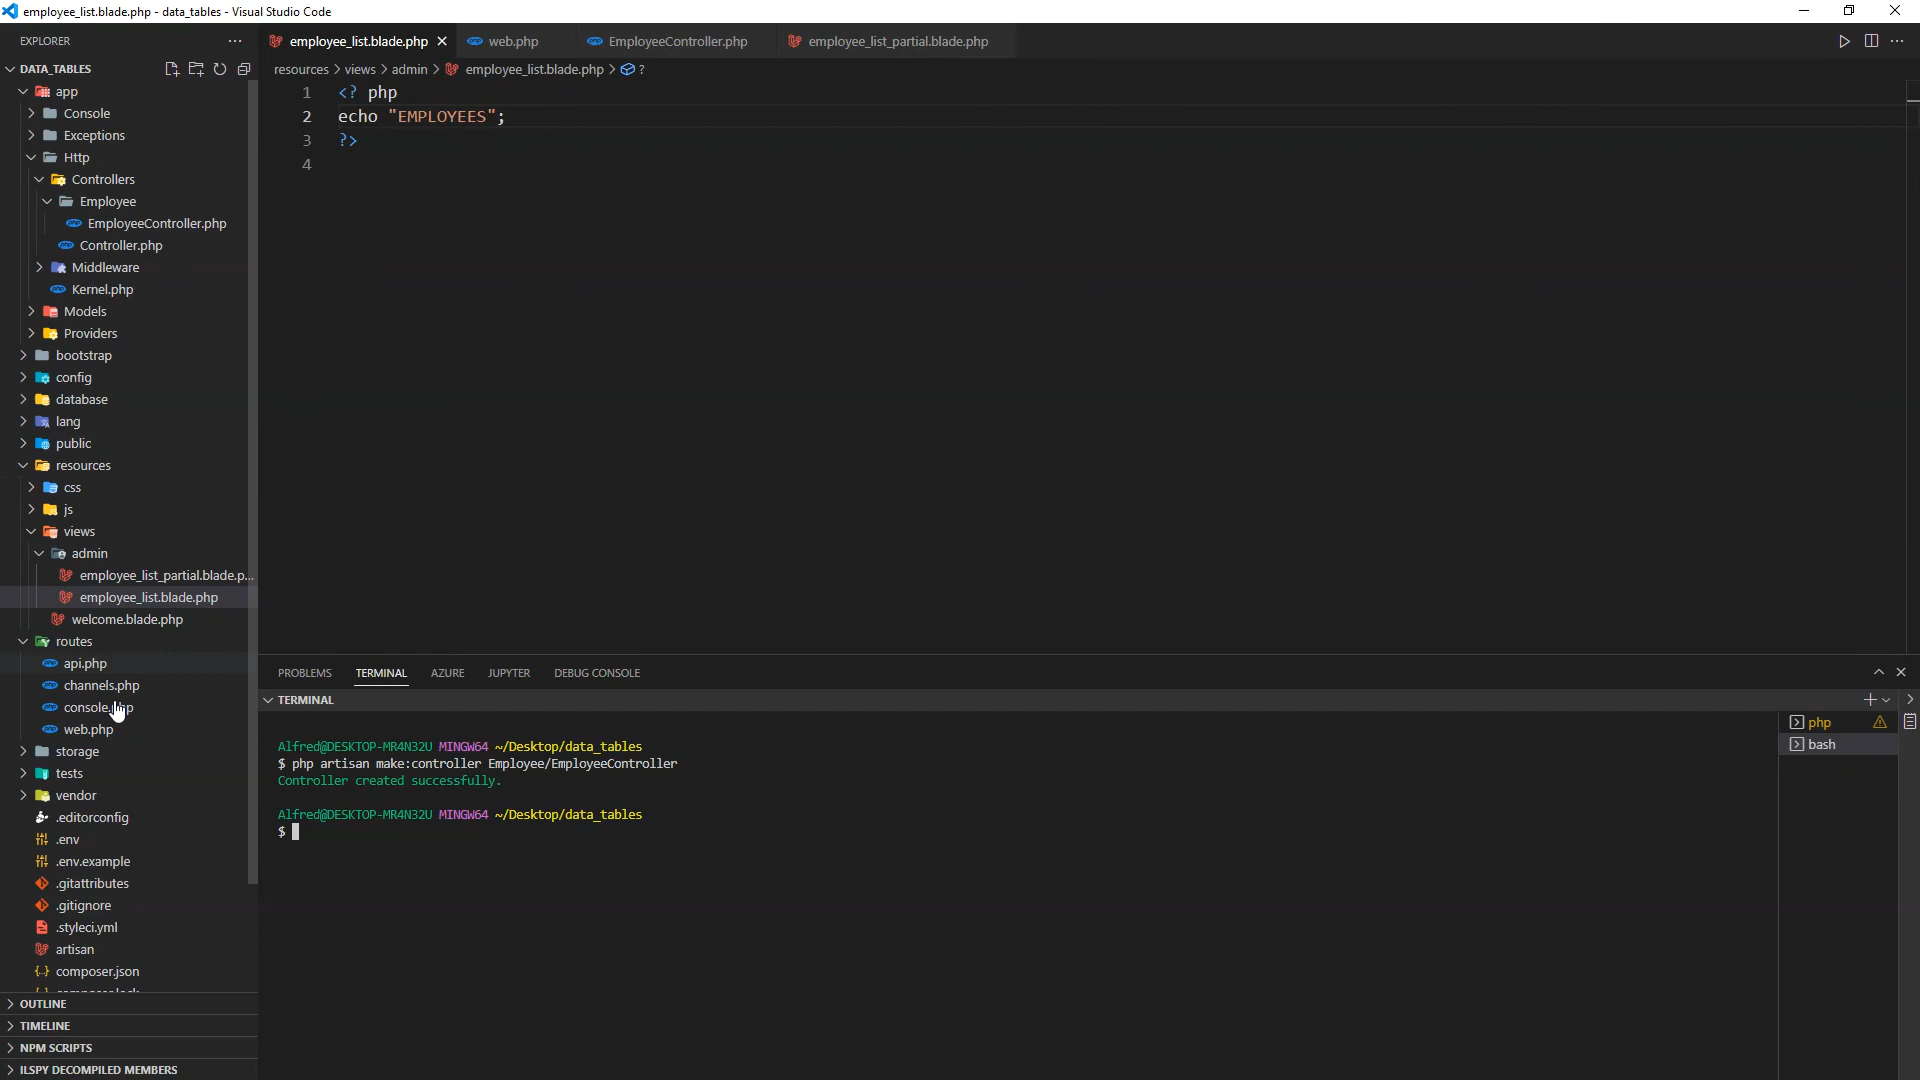 employee_list.blade.php - data_tables - Visual Studio Code
EXPLORER
employee_list.blade.php
web.php
EmployeeController.php
employee_list_partial.blade.php
DATA_TABLES
resources > views > admin > employee_list.blade.php > ?
app
Console
Exceptions
Http
Controllers
Employee
EmployeeController.php
Controller.php
Middleware
Kernel.php
Models
Providers
bootstrap
config
database
lang
public
resources
css
js
views
admin
employee_list_partial.blade.p...
employee_list.blade.php
welcome.blade.php
routes
api.php
channels.php
console.php
web.php
storage
tests
vendor
.editorconfig
.env
.env.example
.gitattributes
.gitignore
.styleci.yml
artisan
composer.json
OUTLINE
TIMELINE
NPM SCRIPTS
ILSPY DECOMPILED MEMBERS
1 <? php
2 echo "EMPLOYEES";
3 ?>
4
PROBLEMS TERMINAL AZURE JUPYTER DEBUG CONSOLE
TERMINAL
php
bash
Alfred@DESKTOP-MR4N32U MINGW64 ~/Desktop/data_tables
$ php artisan make:controller Employee/EmployeeController
Controller created successfully.
Alfred@DESKTOP-MR4N32U MINGW64 ~/Desktop/data_tables
$